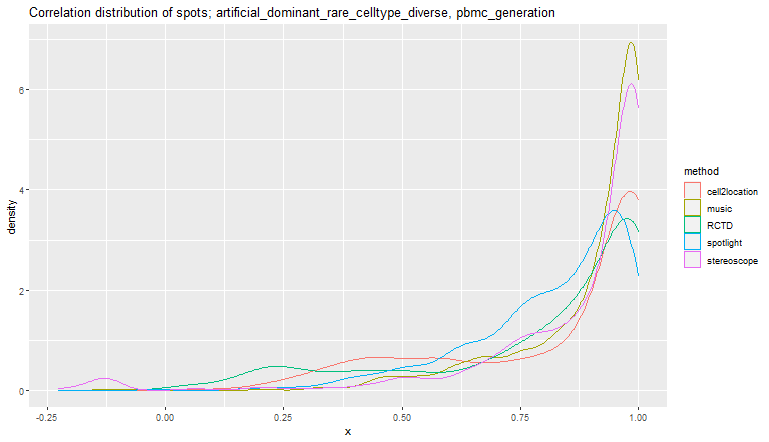 Correlation distribution of spots; artificial_dominant_rare_celltype_diverse, pbmc_generation
density
6
4
2
0
-0.25
0.00
0.25
0.50
0.75
1.00
x
method
cell2location
music
RCTD
spotlight
stereoscope